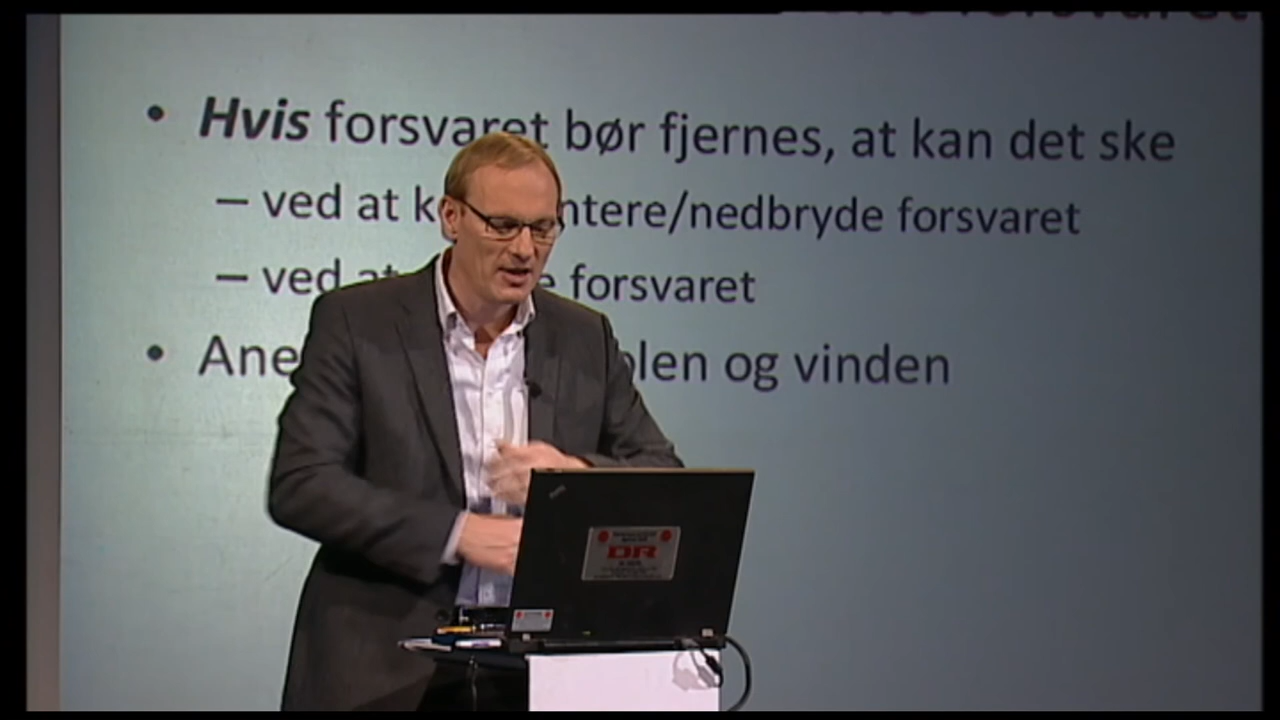 forsvaret
• Hvis forsvaret bør fjernes, at kan det ske
– ved at k ntere/nedbryde forsvaret
– ved at e forsvaret
• Ane olen og vinden
DR